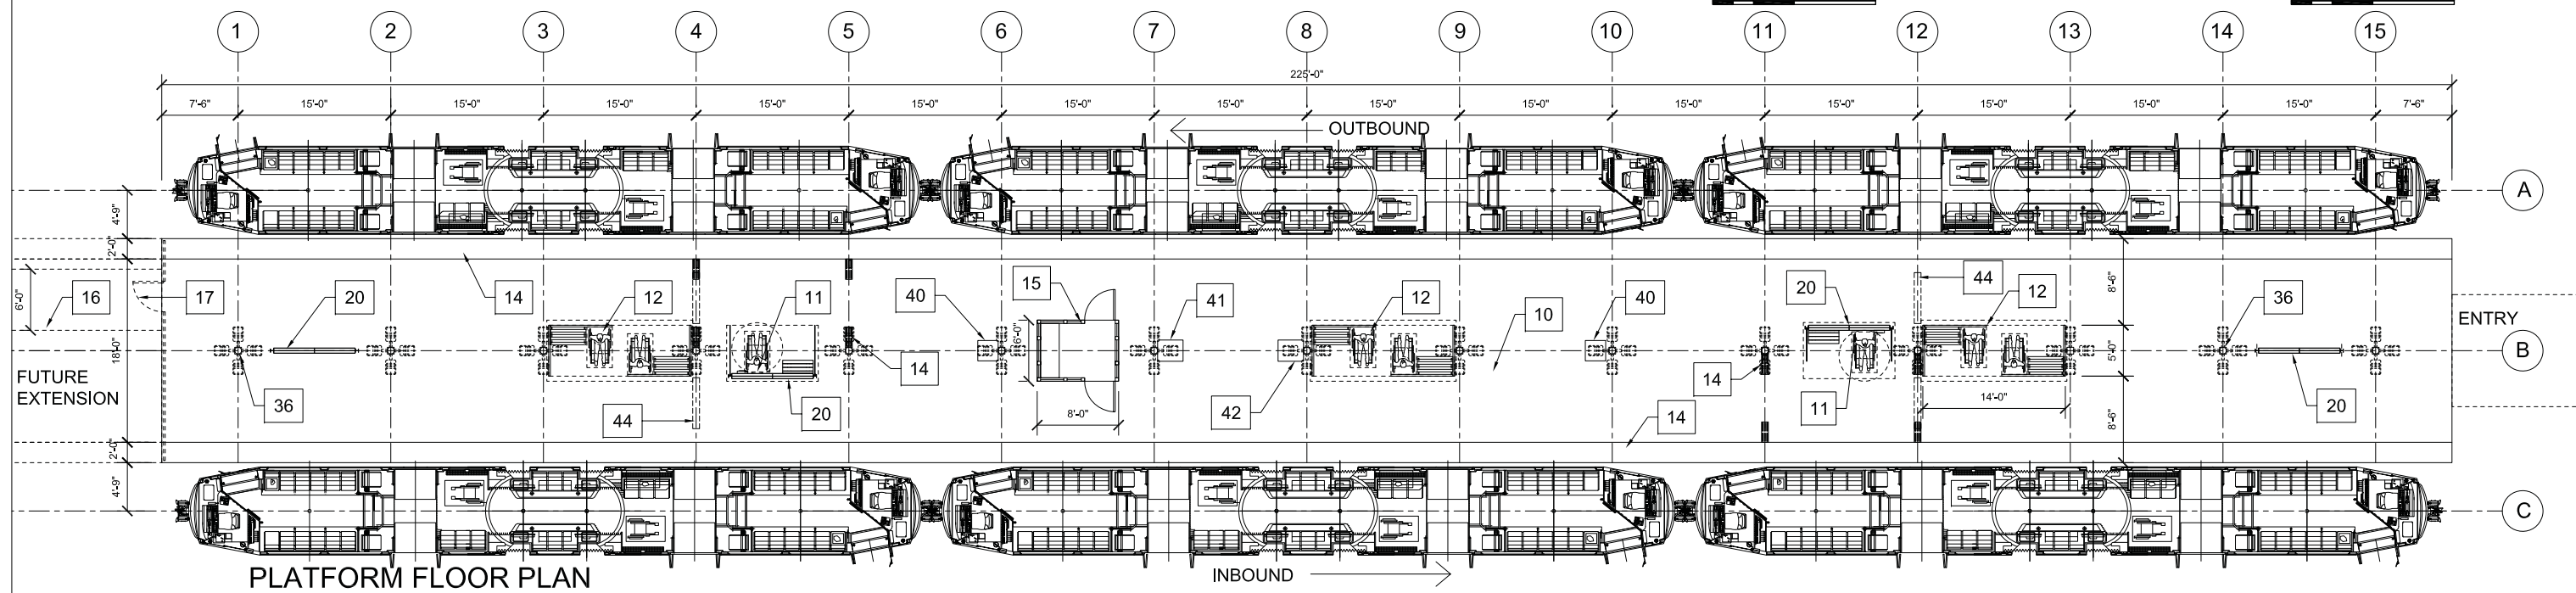 1 2 3 4 5 6 7 8 9 10 11 12 13 14 15
225'-0"
7'-6" 15'-0" 15'-0" 15'-0" 15'-0" 15'-0" 15'-0" 15'-0" 15'-0" 15'-0" 15'-0" 15'-0" 15'-0" 15'-0" 15'-0" 7'-6"
OUTBOUND
A
4'-9"
2'-0"
6'-0"
18'-0"
2'-0"
4'-9"
16 17 20 14 12 11 40 15 41 12 10 40 20 44 12 36
8'-6"
5'-0"
8'-6"
6'-0"
ENTRY
B
FUTURE
EXTENSION
36 44 20 14 42 14 11 20
8'-0"
14'-0"
14
C
PLATFORM FLOOR PLAN
INBOUND